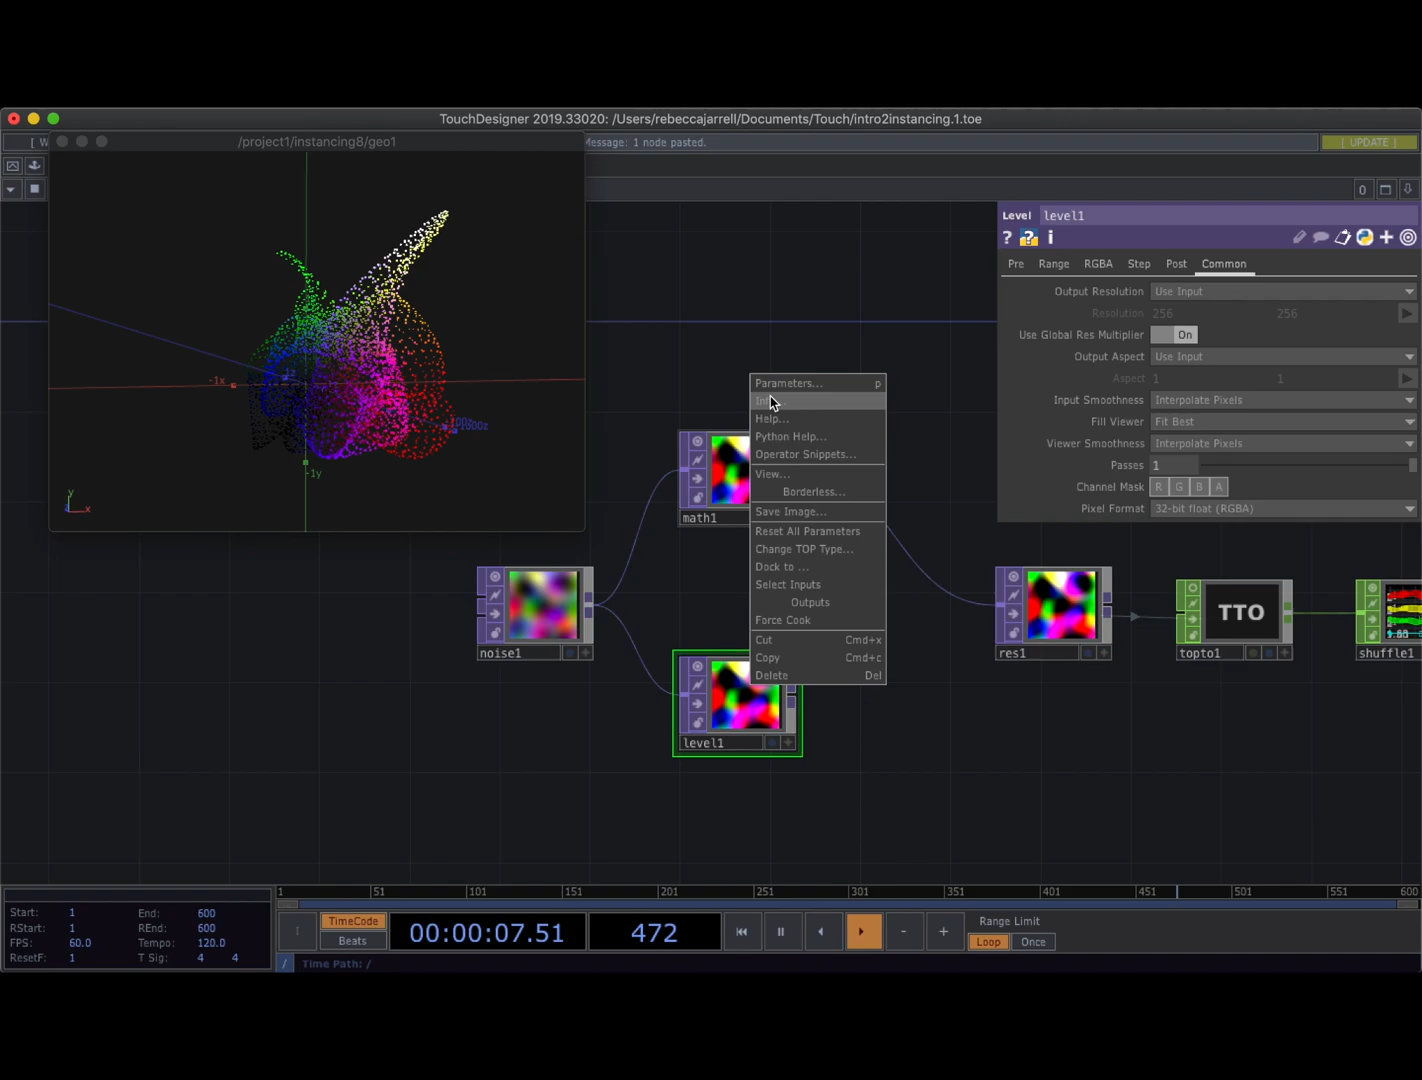 TouchDesigner 2019.33020: /Users/rebeccajarrell/Documents/Touch/intro2instancing.1.toe
[ W
/project1/instancing8/geo1
Message: 1 node pasted.
[ UPDATE ]
0
Level level1
? ? i
Pre Range RGBA Step Post Common
Output Resolution Use Input
Resolution 256 256
Use Global Res Multiplier On
Output Aspect Use Input
Aspect 1 1
Input Smoothness Interpolate Pixels
Fill Viewer Fit Best
Viewer Smoothness Interpolate Pixels
Passes 1
Channel Mask R G B A
Pixel Format 32-bit float (RGBA)
-1x
-1y
y
x
Parameters... p
Help...
Python Help...
Operator Snippets...
View...
Borderless...
Save Image...
Reset All Parameters
Change TOP Type...
Dock to ...
Select Inputs
Outputs
Force Cook
Cut Cmd+x
Copy Cmd+c
Delete Del
math1
noise1
level1
res1
TTO
topto1
shuffle1
1 51 101 151 201 251 301 351 401 451 501 551 600
Start: 1 End: 600
RStart: 1 REnd: 600
FPS: 60.0 Tempo: 120.0
ResetF: 1 T Sig: 4 4
TimeCode
Beats
00:00:07.51
472
- +
Range Limit
Loop Once
/ Time Path: /